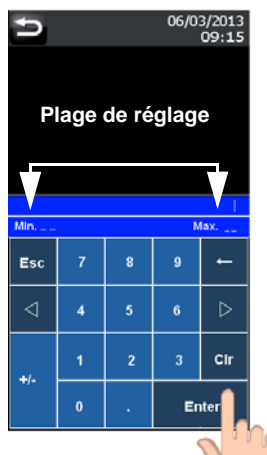 06/03/2013
09:15
Plage de réglage
Min. _ _ Max. _ _
Esc 7 8 9 ←
◁ 4 5 6 ▷
+/- 1 2 3 Clr
0 . Enter